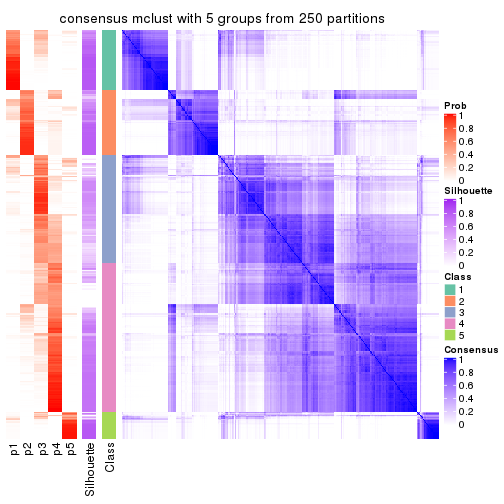 consensus mclust with 5 groups from 250 partitions
Prob
1
0.8
0.6
0.4
0.2
0
Silhouette
1
0.8
0.6
0.4
0.2
0
Class
1
2
3
4
5
Consensus
1
0.8
0.6
0.4
0.2
0
p1
p2
p3
p4
p5
Silhouette
Class